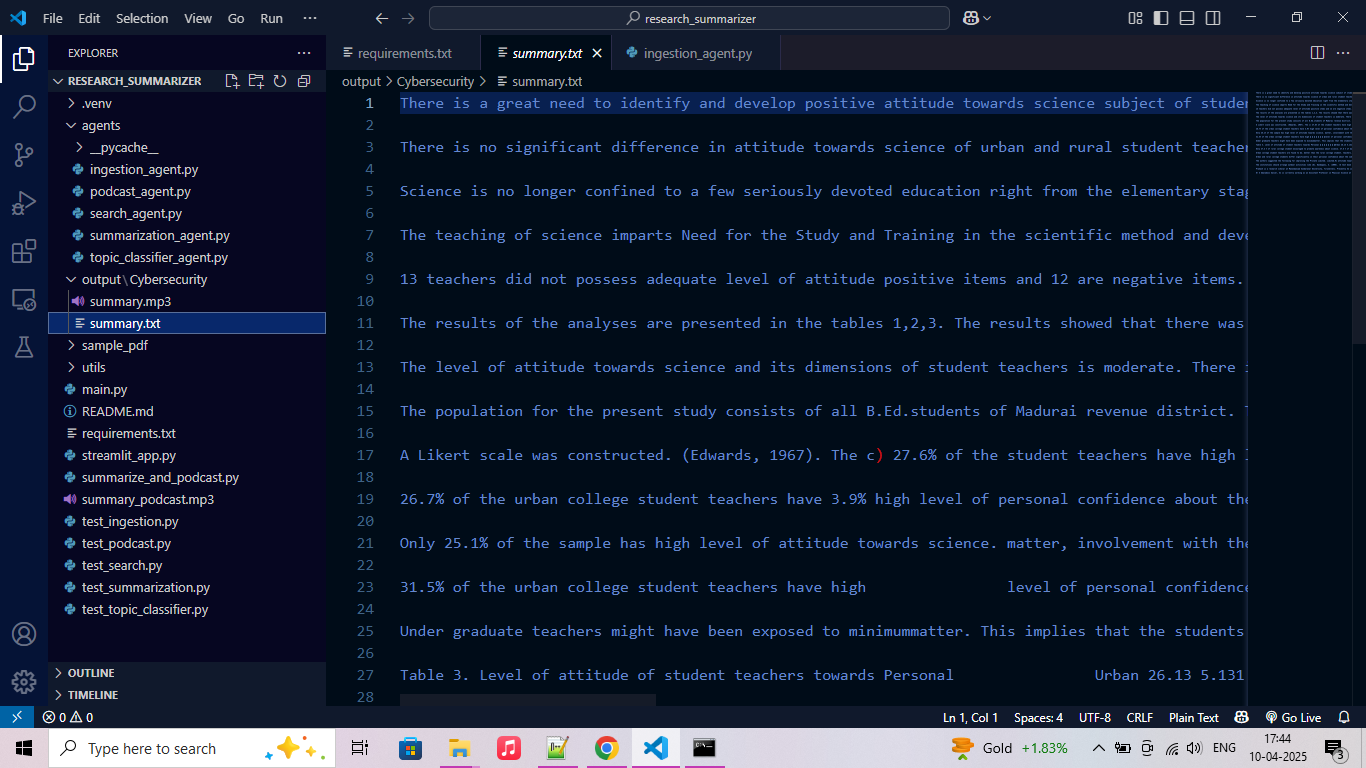 File Edit Selection View Go Run ··· research_summarizer
EXPLORER ···
RESEARCH_SUMMARIZER
.venv
agents
__pycache__
ingestion_agent.py
podcast_agent.py
search_agent.py
summarization_agent.py
topic_classifier_agent.py
output\Cybersecurity
summary.mp3
summary.txt
sample_pdf
utils
main.py
README.md
requirements.txt
streamlit_app.py
summarize_and_podcast.py
summary_podcast.mp3
test_ingestion.py
test_podcast.py
test_search.py
test_summarization.py
test_topic_classifier.py
OUTLINE
TIMELINE
requirements.txt summary.txt ingestion_agent.py ···
output > Cybersecurity > summary.txt
1 There is a great need to identify and develop positive attitude towards science subject of studen
2
3 There is no significant difference in attitude towards science of urban and rural student teacher
4
5 Science is no longer confined to a few seriously devoted education right from the elementary stag
6
7 The teaching of science imparts Need for the Study and Training in the scientific method and deve
8
9 13 teachers did not possess adequate level of attitude positive items and 12 are negative items.
10
11 The results of the analyses are presented in the tables 1,2,3. The results showed that there was
12
13 The level of attitude towards science and its dimensions of student teachers is moderate. There
14
15 The population for the present study consists of all B.Ed.students of Madurai revenue district.
16
17 A Likert scale was constructed. (Edwards, 1967). The c) 27.6% of the student teachers have high
18
19 26.7% of the urban college student teachers have 3.9% high level of personal confidence about the
20
21 Only 25.1% of the sample has high level of attitude towards science. matter, involvement with the
22
23 31.5% of the urban college student teachers have high level of personal confidence
24
25 Under graduate teachers might have been exposed to minimummatter. This implies that the students
26
27 Table 3. Level of attitude of student teachers towards Personal Urban 26.13 5.131
28
0 0 Ln 1, Col 1 Spaces: 4 UTF-8 CRLF Plain Text Go Live
Type here to search Gold +1.83% ENG 17:44
10-04-2025 3